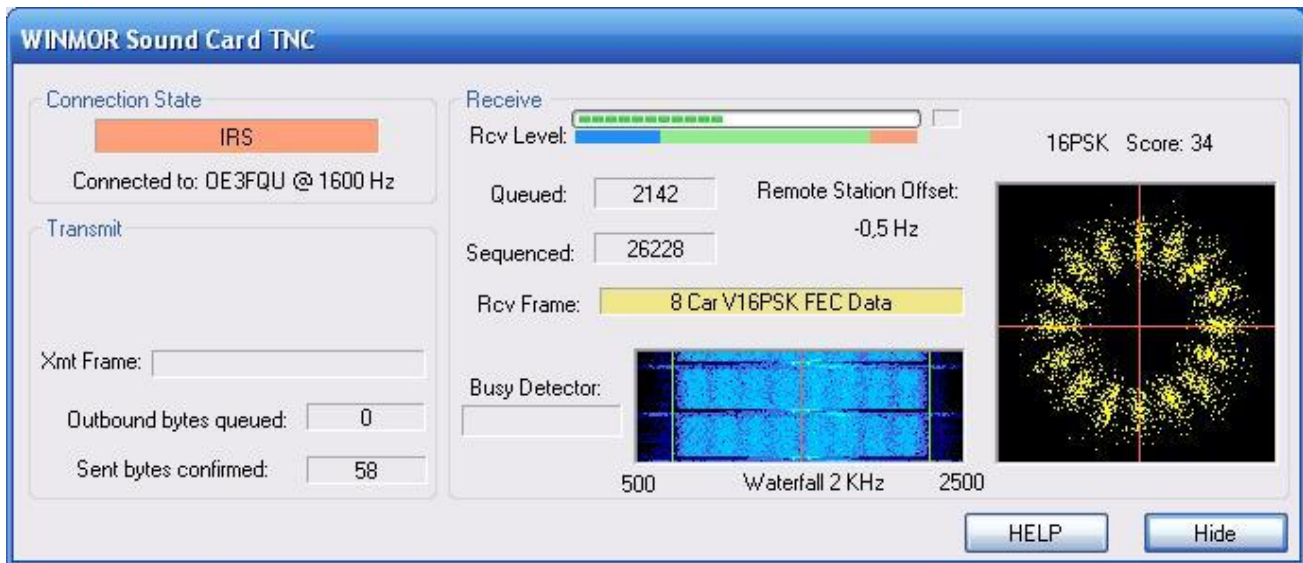 WINMOR Sound Card TNC
Connection State
IRS
Connected to: OE3FQU @ 1600 Hz
Transmit
Xmt Frame:
Outbound bytes queued: 0
Sent bytes confirmed: 58
Receive
Rcv Level:
Queued: 2142
Sequenced: 26228
Remote Station Offset:
-0,5 Hz
Rcv Frame: 8 Car V16PSK FEC Data
Busy Detector:
500 Waterfall 2 KHz 2500
16PSK Score: 34
HELP Hide